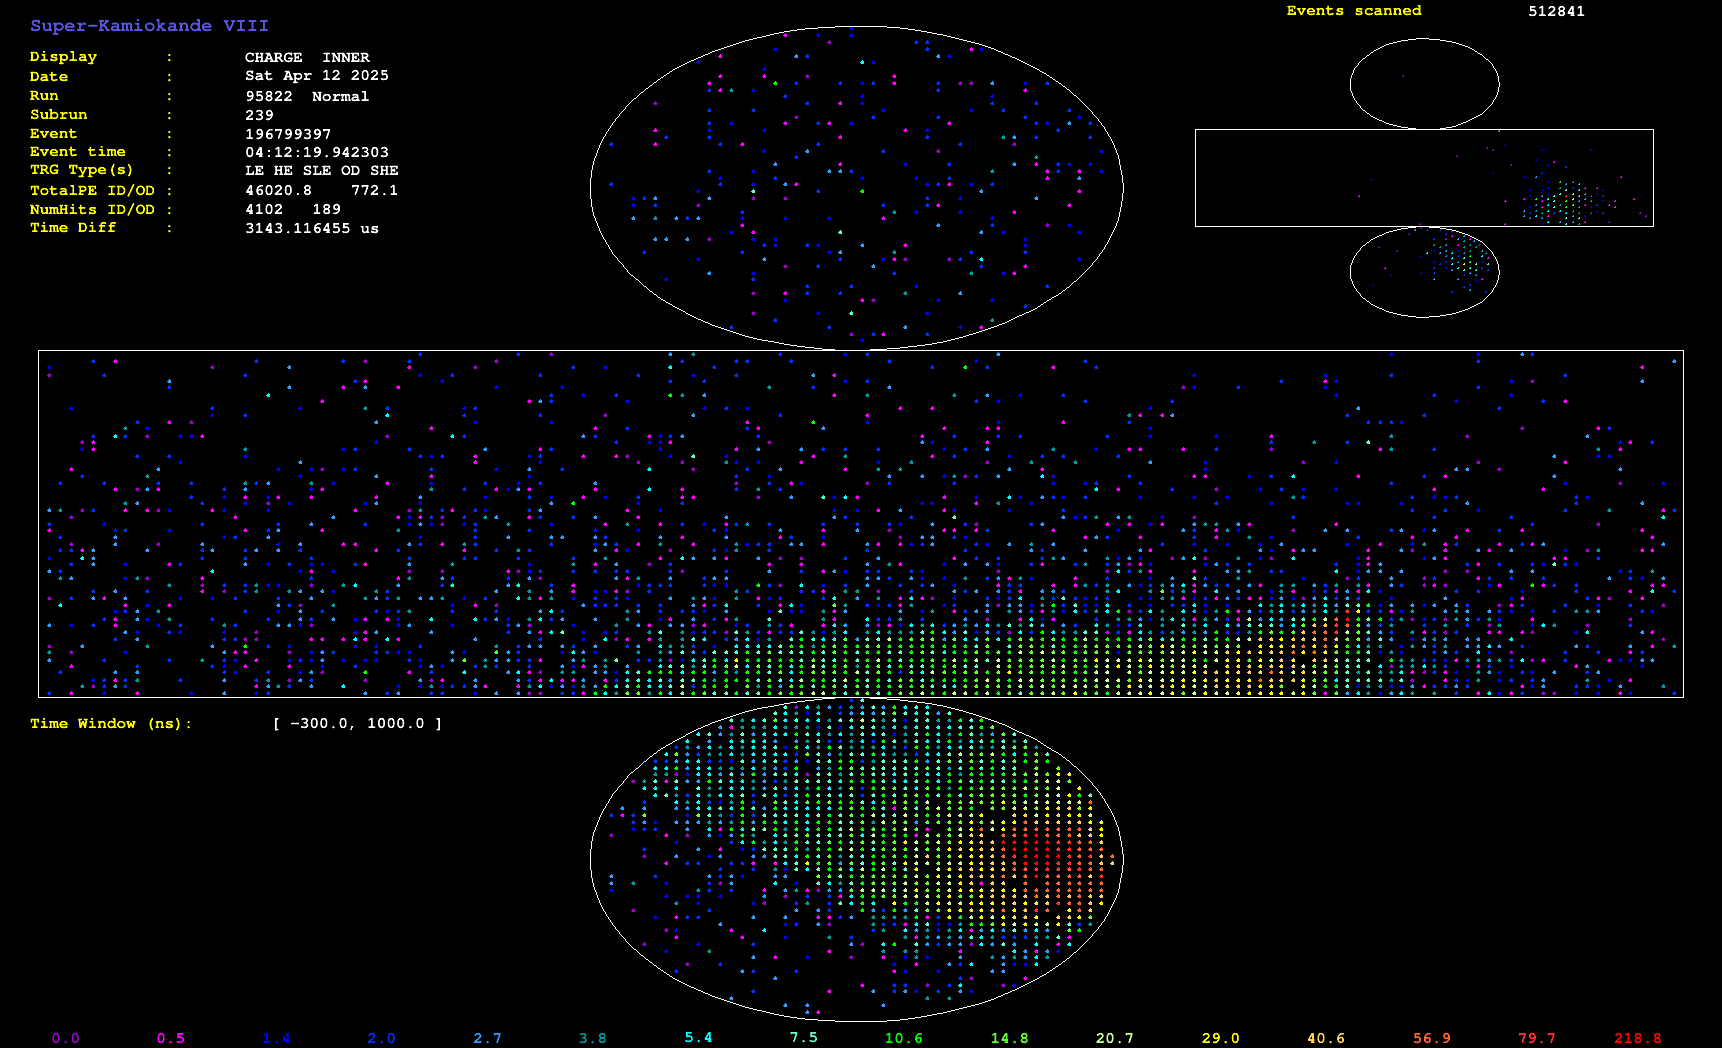 Super-Kamiokande VIII
Events scanned 512841
Display : CHARGE INNER
Date : Sat Apr 12 2025
Run : 95822 Normal
Subrun : 239
Event : 196799397
Event time : 04:12:19.942303
TRG Type(s) : LE HE SLE OD SHE
TotalPE ID/OD : 46020.8 772.1
NumHits ID/OD : 4102 189
Time Diff : 3143.116455 us
Time Window (ns): [ -300.0, 1000.0 ]
0.0 0.5 1.4 2.0 2.7 3.8 5.4 7.5 10.6 14.8 20.7 29.0 40.6 56.9 79.7 218.8